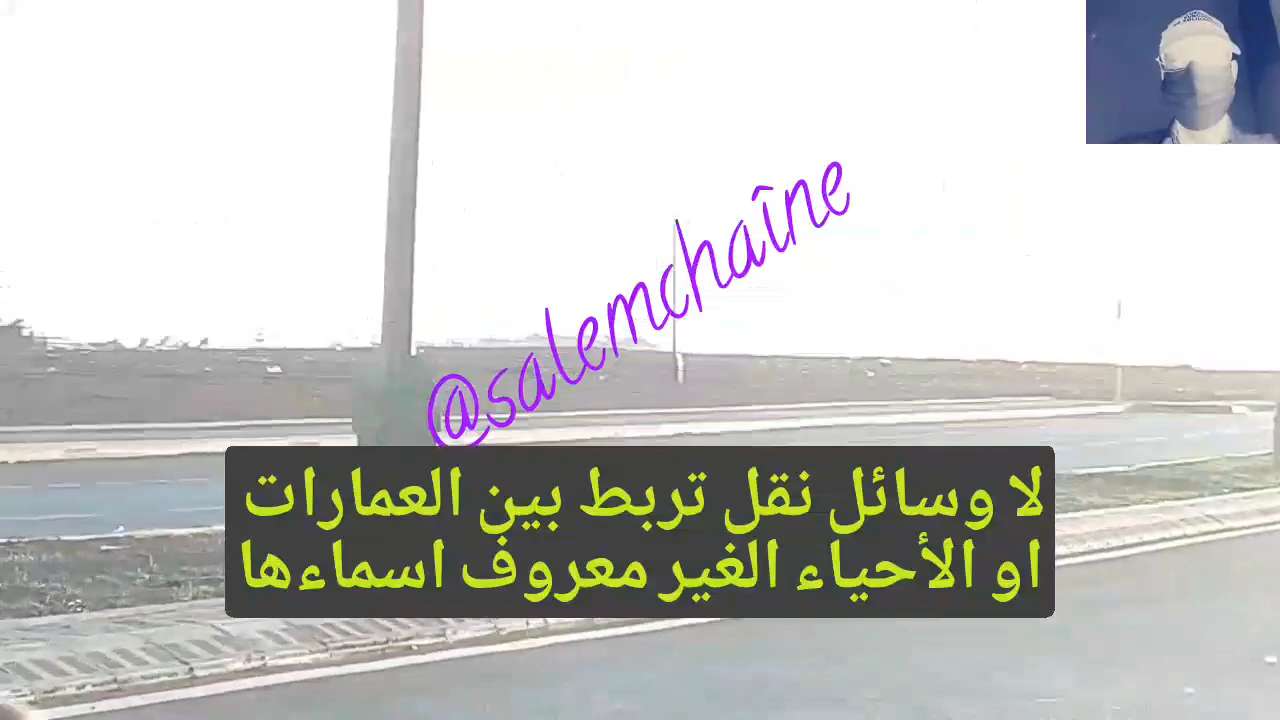 @salemchaîne
لا وسائل نقل تربط بين العمارات
او الأحياء الغير معروف اسماءها